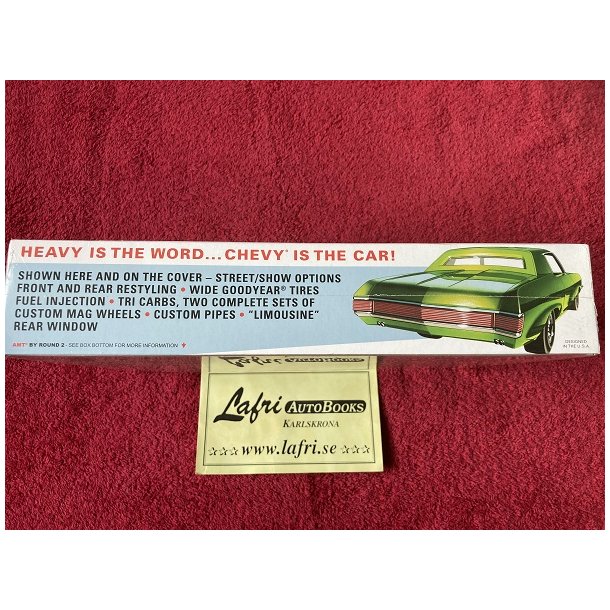 HEAVY IS THE WORD...CHEVY® IS THE CAR!
SHOWN HERE AND ON THE COVER – STREET/SHOW OPTIONS
FRONT AND REAR RESTYLING • WIDE GOODYEAR® TIRES
FUEL INJECTION • TRI CARBS, TWO COMPLETE SETS OF
CUSTOM MAG WHEELS • CUSTOM PIPES • "LIMOUSINE"
REAR WINDOW
AMT® BY ROUND 2 - SEE BOX BOTTOM FOR MORE INFORMATION
DESIGNED
IN THE U.S.A.
Lafri AUTOBOOKS
KARLSKRONA
☆☆☆ www.lafri.se ☆☆☆